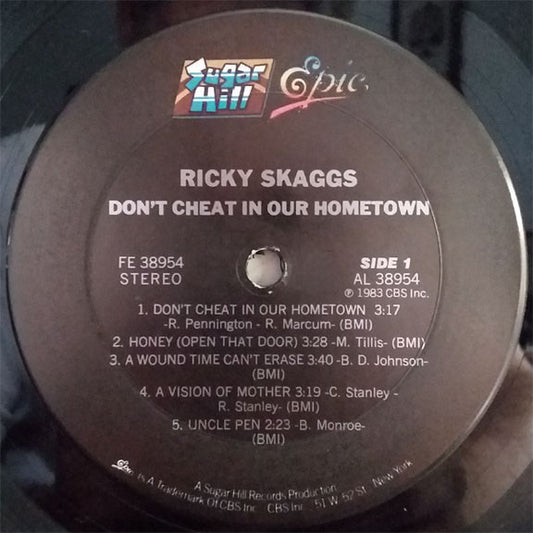 Sugar Hill
Epic
RICKY SKAGGS
DON'T CHEAT IN OUR HOMETOWN
FE 38954
STEREO
SIDE 1
AL 38954
℗ 1983 CBS Inc.
1. DON'T CHEAT IN OUR HOMETOWN 3:17
-R. Pennington - R. Marcum- (BMI)
2. HONEY (OPEN THAT DOOR) 3:28 -M. Tillis- (BMI)
3. A WOUND TIME CAN'T ERASE 3:40 -B. D. Johnson-
(BMI)
4. A VISION OF MOTHER 3:19 -C. Stanley -
R. Stanley- (BMI)
5. UNCLE PEN 2:23 -B. Monroe-
(BMI)
A Sugar Hill Records Production
Epic Is A Trademark Of CBS Inc. CBS Inc. 51 W. 52 St. New York